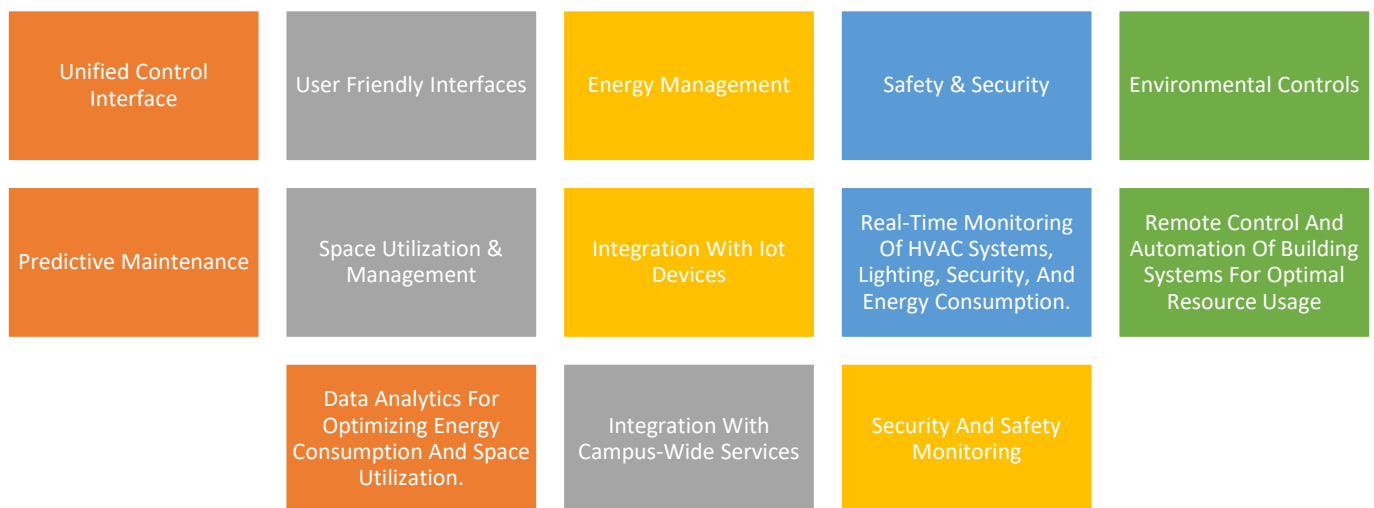 Unified Control
Interface
User Friendly Interfaces
Energy Management
Safety & Security
Environmental Controls
Predictive Maintenance
Space Utilization &
Management
Integration With Iot
Devices
Real-Time Monitoring
Of HVAC Systems,
Lighting, Security, And
Energy Consumption.
Remote Control And
Automation Of Building
Systems For Optimal
Resource Usage
Data Analytics For
Optimizing Energy
Consumption And Space
Utilization.
Integration With
Campus-Wide Services
Security And Safety
Monitoring